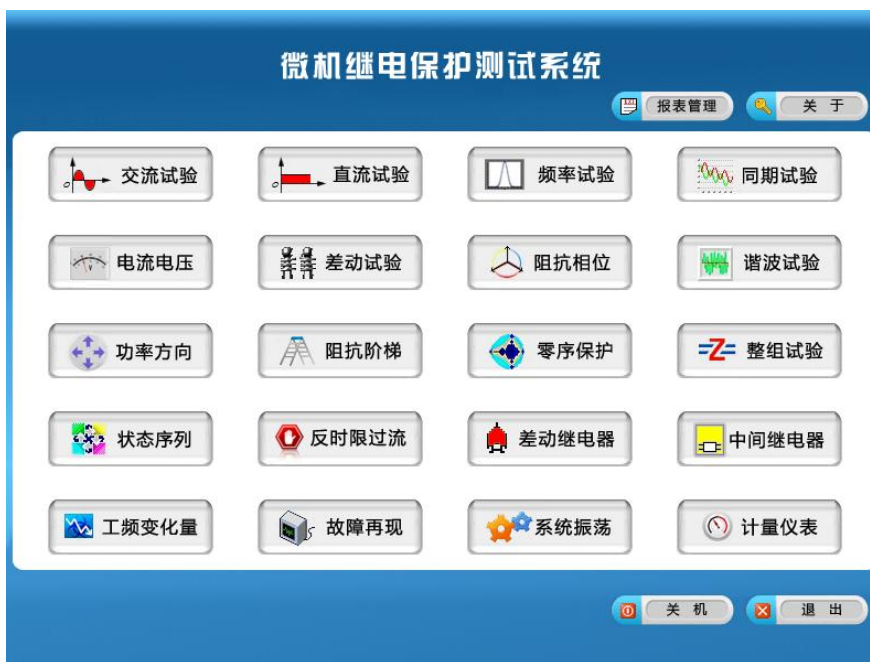 微机继电保护测试系统
报表管理 关于
交流试验 直流试验 频率试验 同期试验
电流电压 差动试验 阻抗相位 谐波试验
功率方向 阻抗阶梯 零序保护 整组试验
状态序列 反时限过流 差动继电器 中间继电器
工频变化量 故障再现 系统振荡 计量仪表
关机 退出